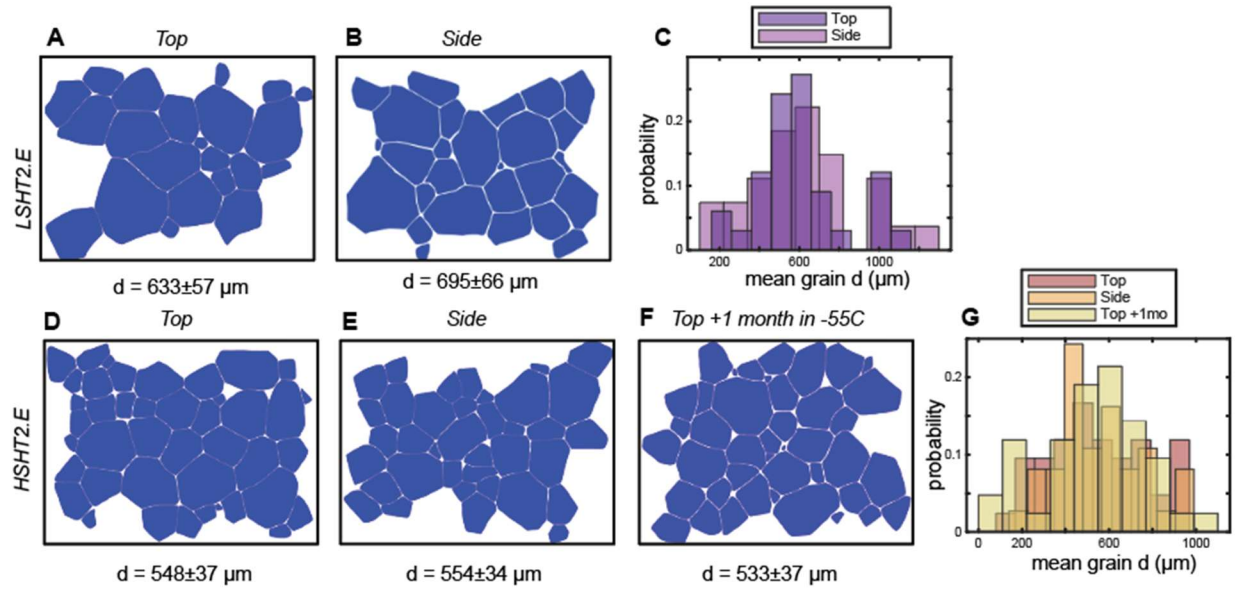 A
Top
B
Side
C
Top
Side
LSHT2.E
d = 633±57 µm
d = 695±66 µm
probability
0.2
0.1
0
200
600
1000
mean grain d (µm)
D
Top
E
Side
F
Top +1 month in -55C
G
Top
Side
Top +1mo
HSHT2.E
d = 548±37 µm
d = 554±34 µm
d = 533±37 µm
probability
0.2
0.1
0
0
200
600
1000
mean grain d (µm)